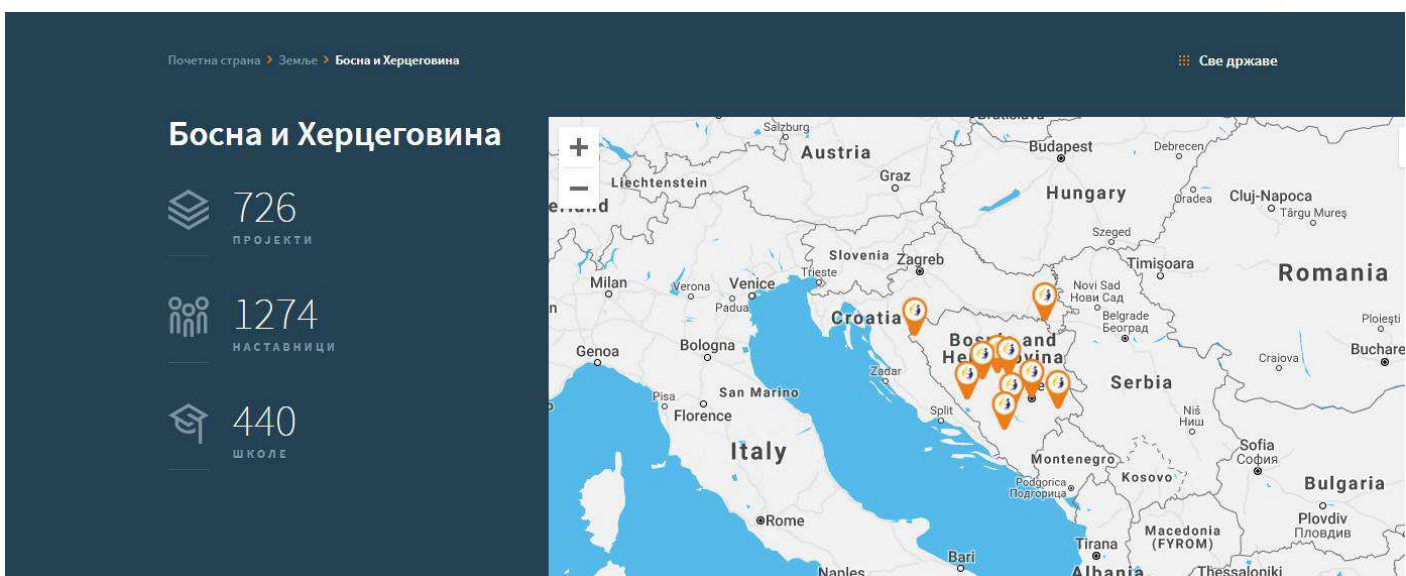 Почетна страна > Земље > Босна и Херцеговина
Све државе
Босна и Херцеговина
726
ПРОЈЕКТИ
1274
НАСТАВНИЦИ
440
ШКОЛЕ
+
−
Salzburg
Austria
Graz
Liechtenstein
Budapest
Debrecen
Hungary
Oradea
Cluj-Napoca
Târgu Mureș
Szeged
Slovenia
Zagreb
Timișoara
Romania
Trieste
Milan
Verona
Venice
Padua
Novi Sad
Нови Сад
Croatia
Belgrade
Београд
Ploiești
Genoa
Bologna
Craiova
Zadar
Serbia
Pisa
San Marino
Florence
Split
Niš
Ниш
Italy
Sofia
София
Montenegro
Kosovo
Podgorica
Подгорица
Bulgaria
Rome
Plovdiv
Пловдив
Macedonia
(FYROM)
Tirana
Bari
Naples
Albania
Thessaloniki